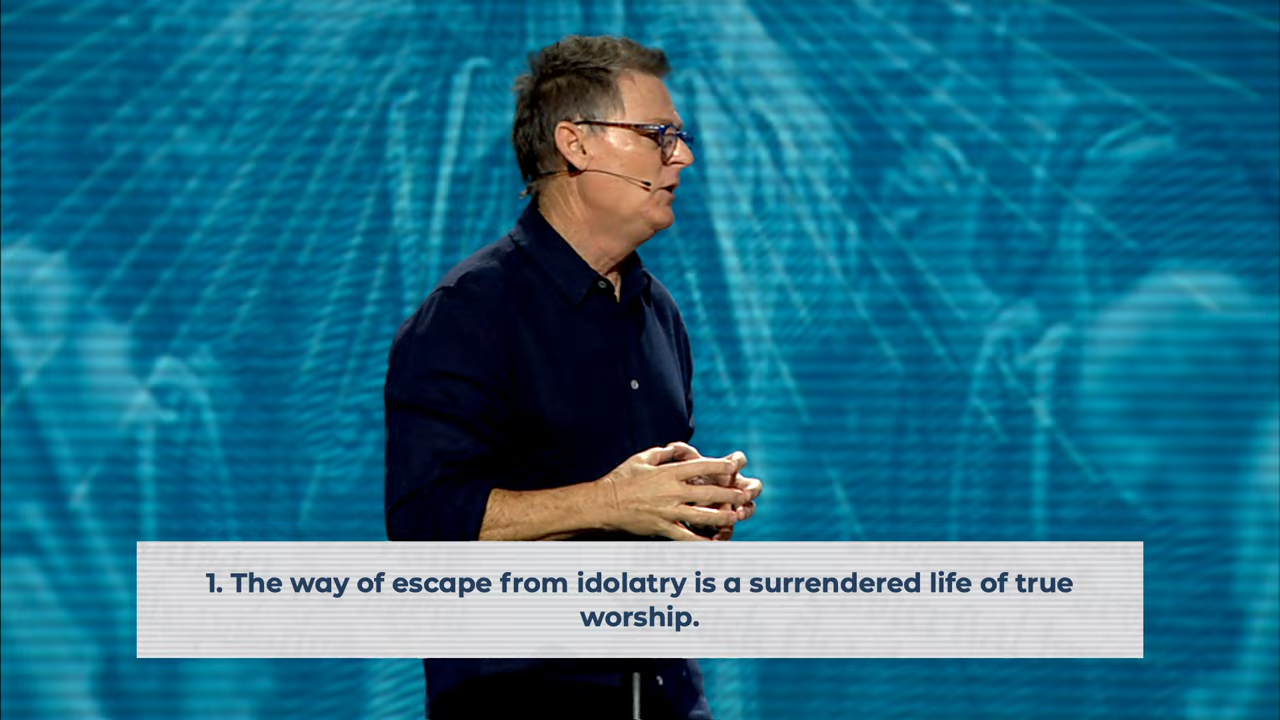 1. The way of escape from idolatry is a surrendered life of true
worship.